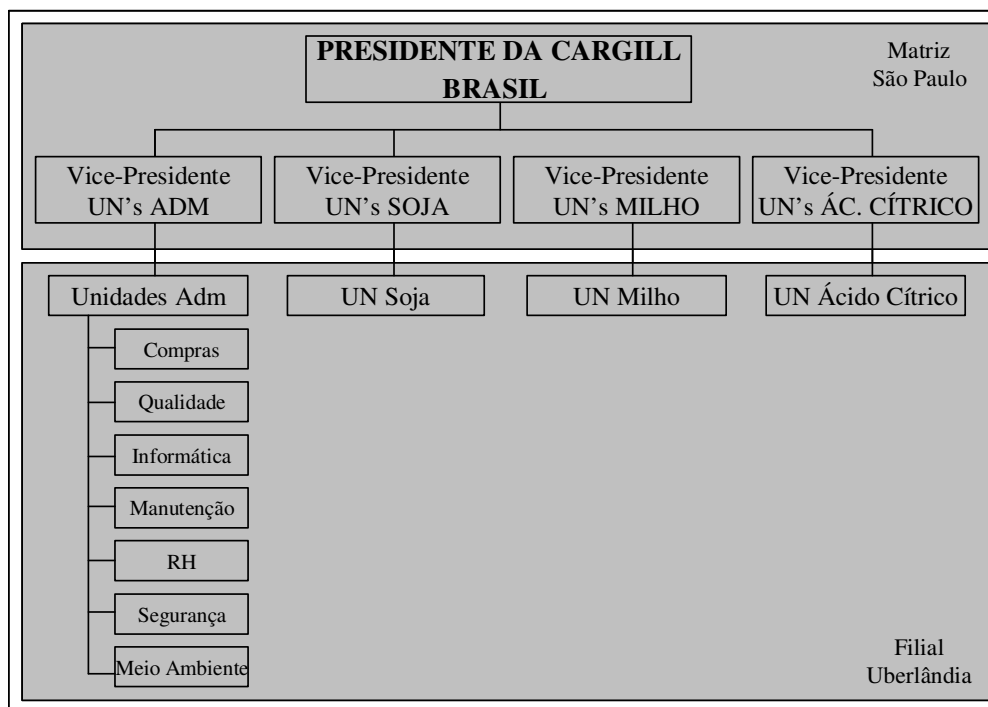 PRESIDENTE DA CARGILL
BRASIL
Matriz
São Paulo
Vice-Presidente
UN's ADM
Vice-Presidente
UN's SOJA
Vice-Presidente
UN's MILHO
Vice-Presidente
UN's ÁC. CÍTRICO
Unidades Adm
UN Soja
UN Milho
UN Ácido Cítrico
Compras
Qualidade
Informática
Manutenção
RH
Segurança
Meio Ambiente
Filial
Uberlândia